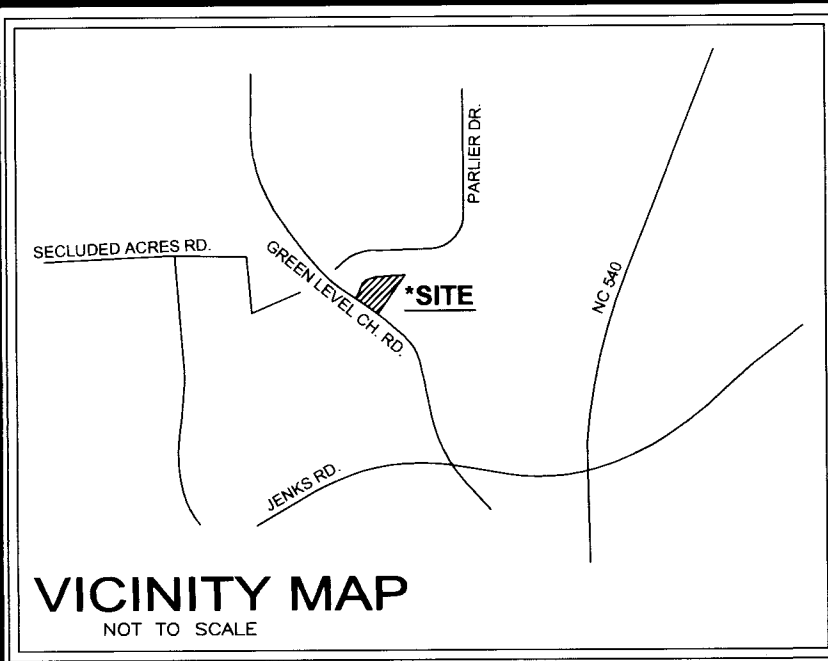 PARLIER DR.
SECLUDED ACRES RD.
GREEN LEVEL CH. RD.
*SITE
NC 540
JENKS RD.
VICINITY MAP
NOT TO SCALE